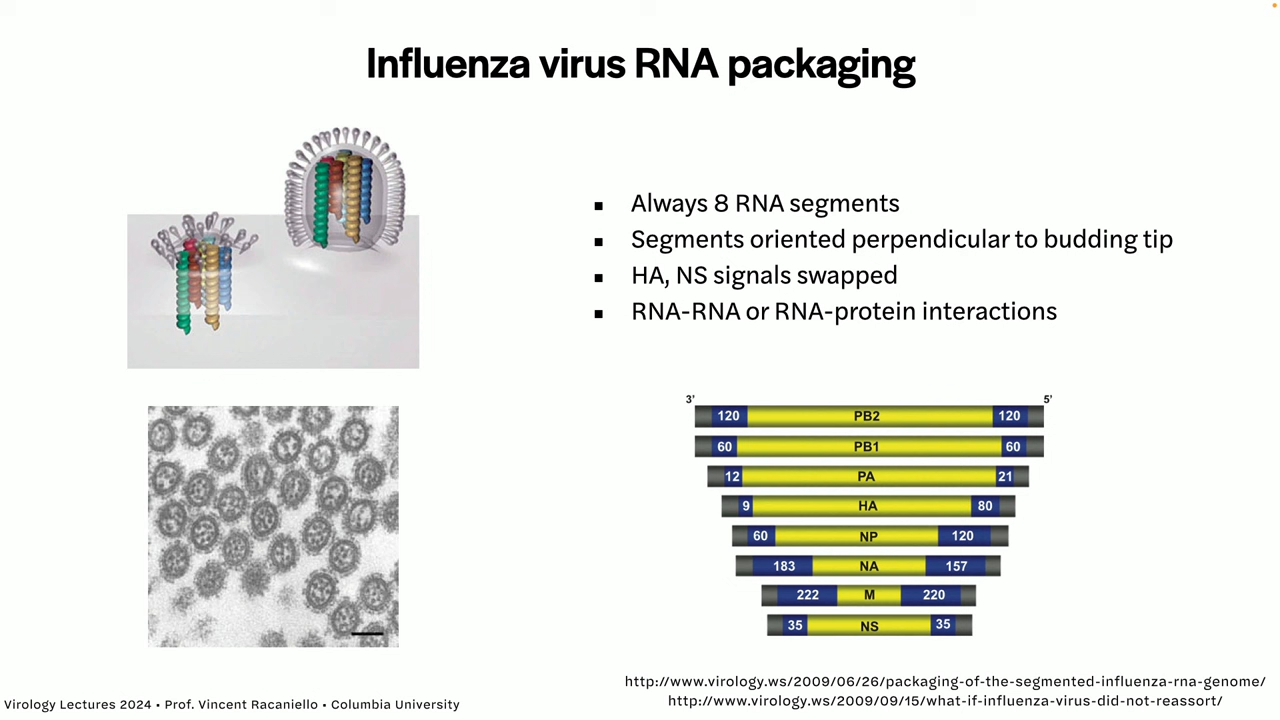 Influenza virus RNA packaging
▪ Always 8 RNA segments
▪ Segments oriented perpendicular to budding tip
▪ HA, NS signals swapped
▪ RNA-RNA or RNA-protein interactions
3’ 5’
120 PB2 120
60 PB1 60
12 PA 21
9 HA 80
60 NP 120
183 NA 157
222 M 220
35 NS 35
http://www.virology.ws/2009/06/26/packaging-of-the-segmented-influenza-rna-genome/
http://www.virology.ws/2009/09/15/what-if-influenza-virus-did-not-reassort/
Virology Lectures 2024 • Prof. Vincent Racaniello • Columbia University